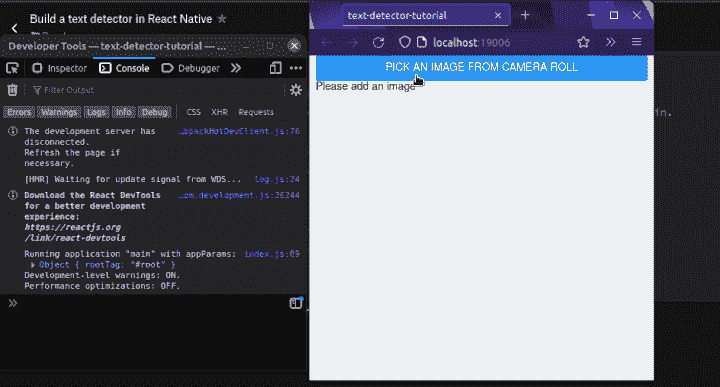 Build a text detector in React Native
Developer Tools — text-detector-tutorial — ...
Inspector
Console
Debugger
Filter Output
Errors
Warnings
Logs
Info
Debug
CSS
XHR
Requests
The development server has …bpackHotDevClient.js:76
disconnected.
Refresh the page if
necessary.
[HMR] Waiting for update signal from WDS... log.js:24
Download the React DevTools …om.development.js:26244
for a better development
experience:
https://reactjs.org
/link/react-devtools
Running application "main" with appParams: index.js:89
Object { rootTag: "#root" }
Development-level warnings: ON.
Performance optimizations: OFF.
text-detector-tutorial
localhost:19006
PICK AN IMAGE FROM CAMERA ROLL
Please add an image
in.